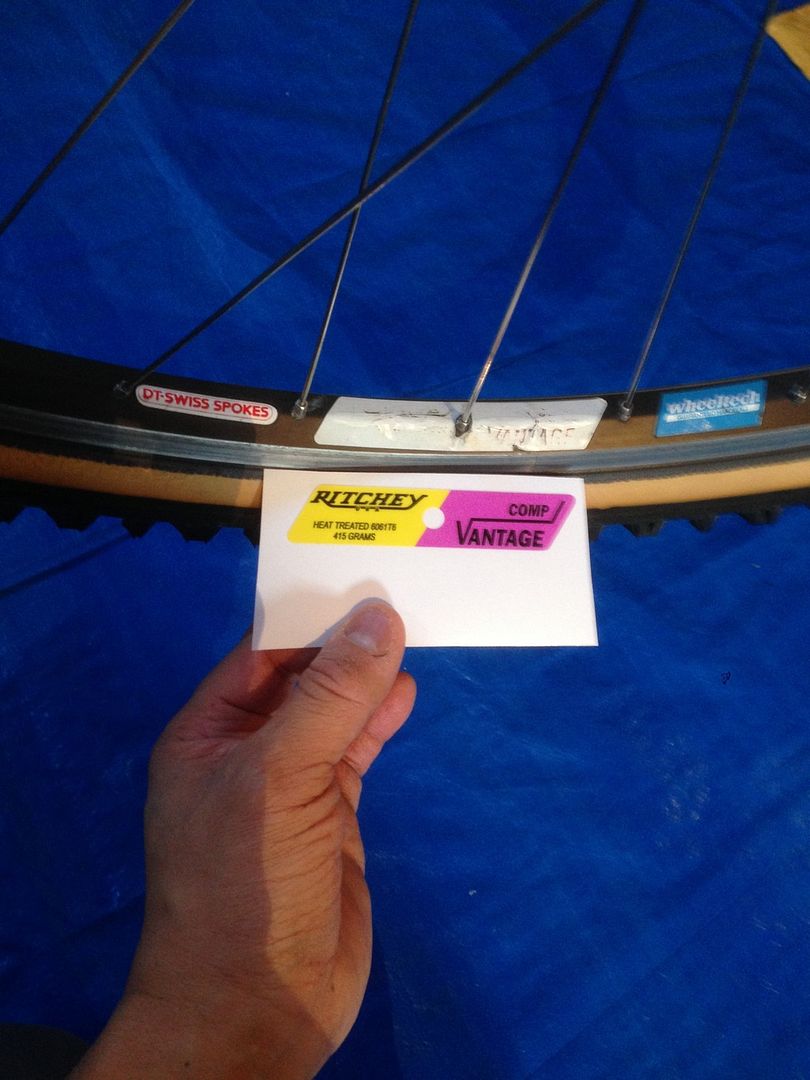 DT-SWISS SPOKES
VANTAGE
wheeltech
RITCHEY
HEAT TREATED 6061T6
415 GRAMS
COMP
VANTAGE